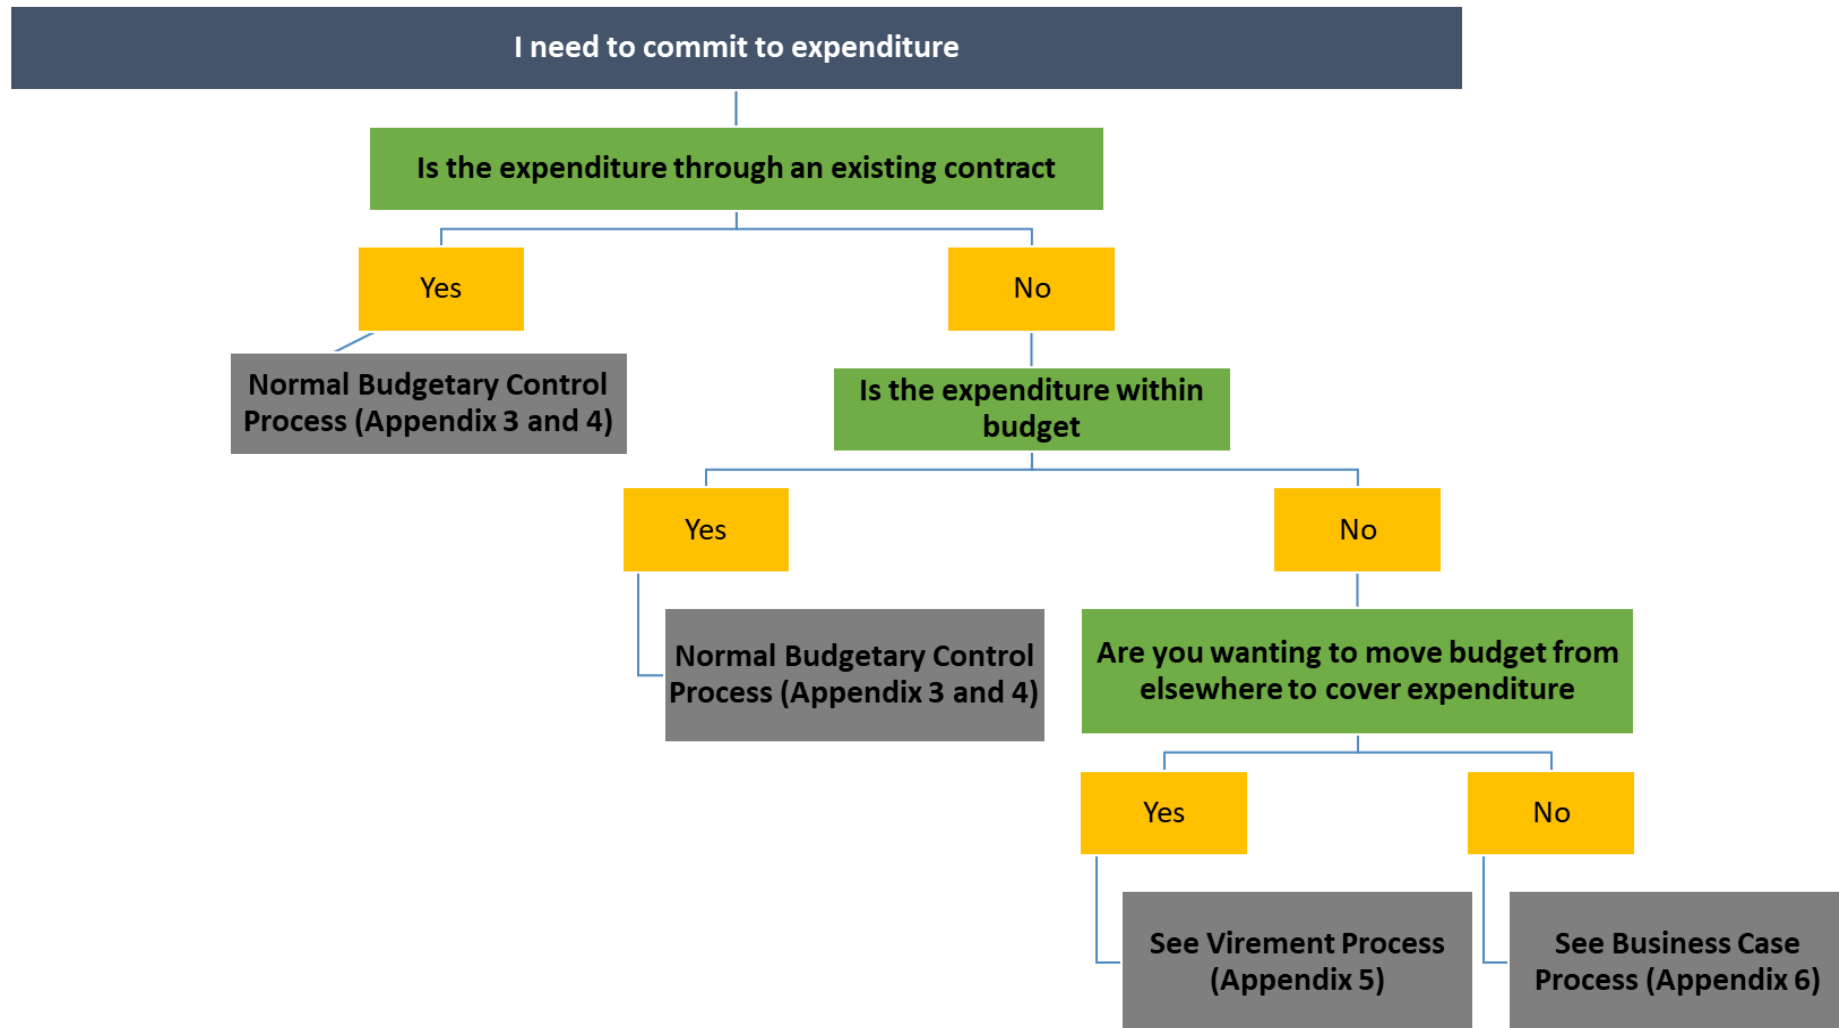 I need to commit to expenditure
Is the expenditure through an existing contract
Yes
No
Normal Budgetary Control
Process (Appendix 3 and 4)
Is the expenditure within
budget
Yes
No
Normal Budgetary Control
Process (Appendix 3 and 4)
Are you wanting to move budget from
elsewhere to cover expenditure
Yes
No
See Virement Process
(Appendix 5)
See Business Case
Process (Appendix 6)